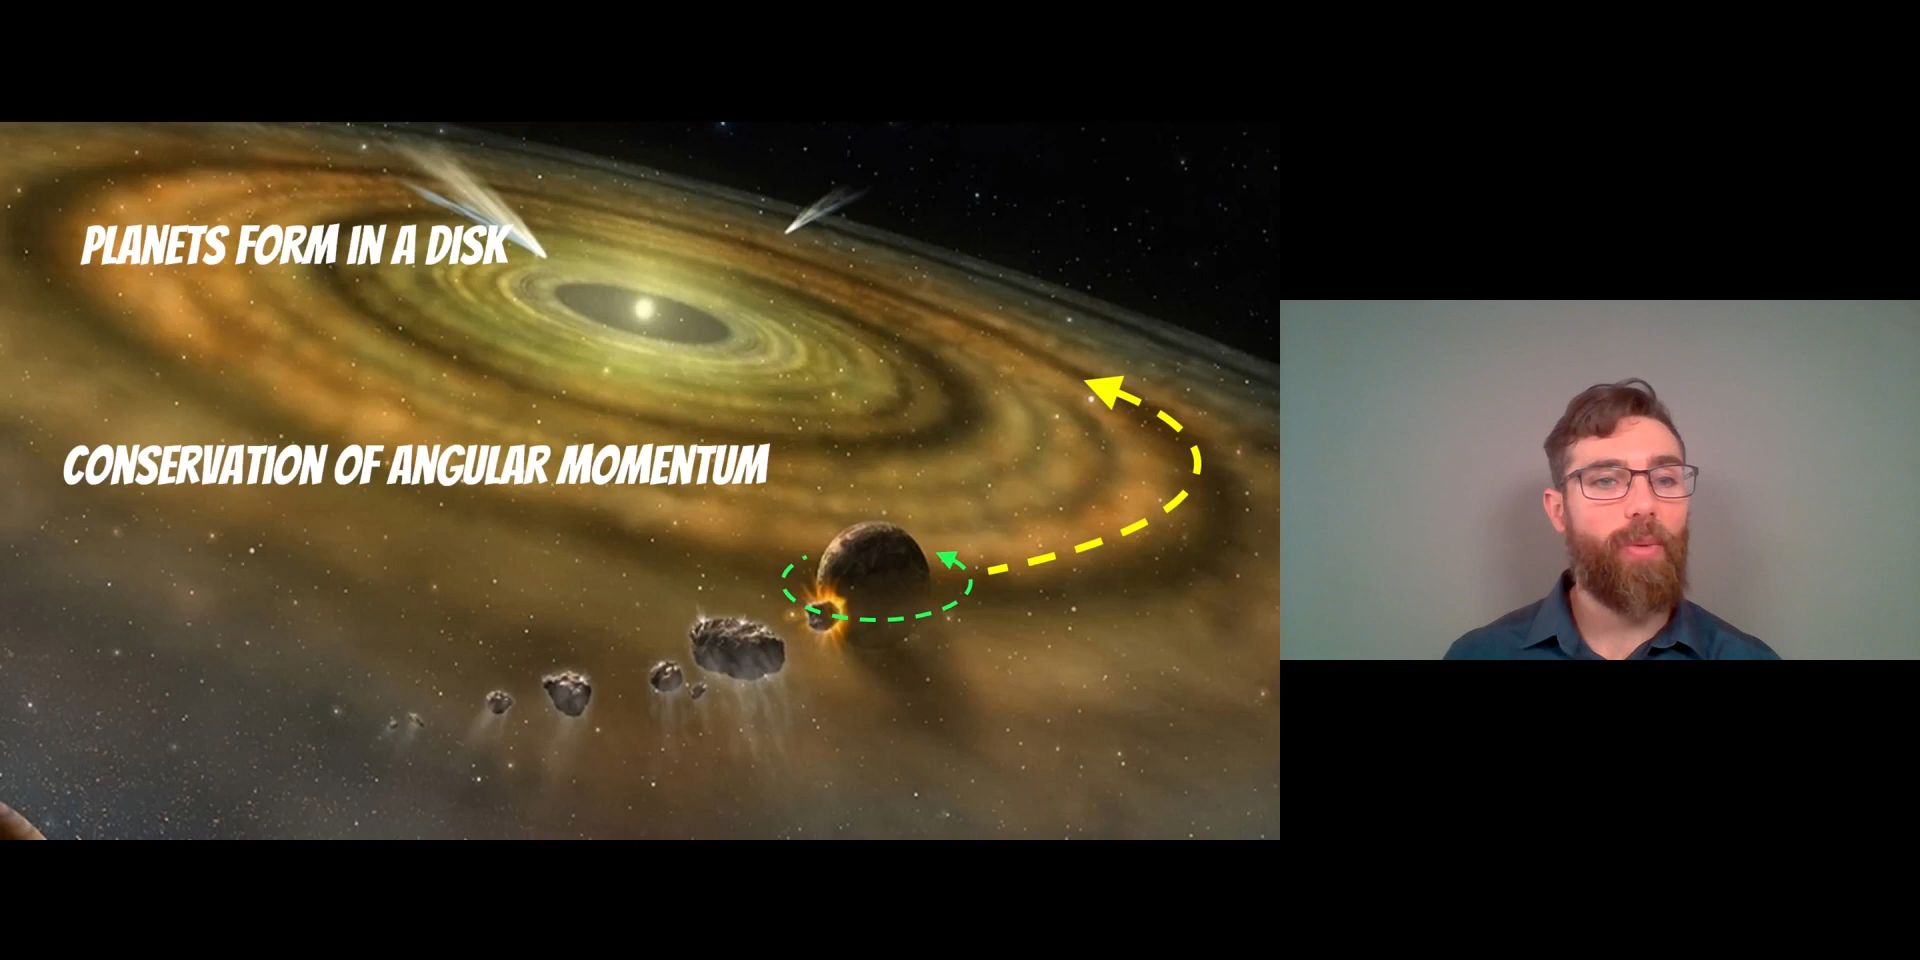 PLANETS FORM IN A DISK
CONSERVATION OF ANGULAR MOMENTUM